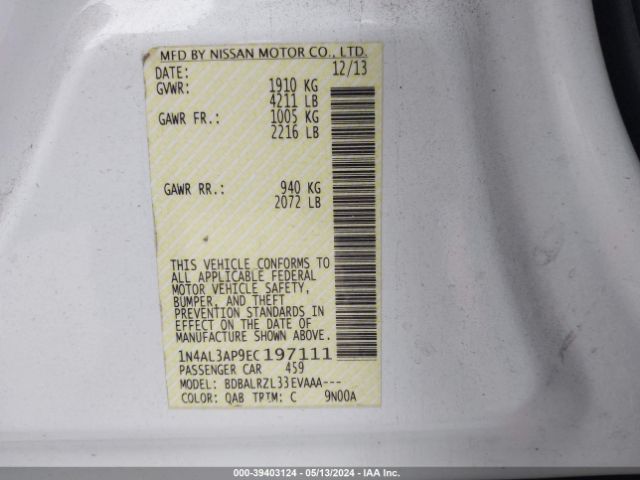 MFD BY NISSAN MOTOR CO., LTD.
DATE: 12/13
GVWR: 1910 KG
4211 LB
GAWR FR.: 1005 KG
2216 LB
GAWR RR.: 940 KG
2072 LB
THIS VEHICLE CONFORMS TO
ALL APPLICABLE FEDERAL
MOTOR VEHICLE SAFETY,
BUMPER, AND THEFT
PREVENTION STANDARDS IN
EFFECT ON THE DATE OF
MANUFACTURE SHOWN ABOVE.
1N4AL3AP9EC197111
PASSENGER CAR 459
MODEL: BDBALRZL33EVAAA---
COLOR: QAB TRIM: C 9N00A
000-39403124 - 05/13/2024 - IAA Inc.